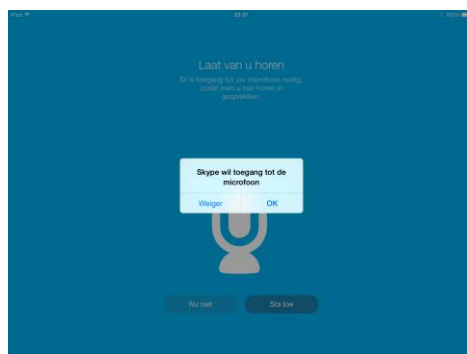 iPad
23:37
100%
Laat van u horen
Er is toegang tot uw microfoon nodig,
zodat men u kan horen in
gesprekken.
Skype wil toegang tot de
microfoon
Weiger OK
Nu niet Sta toe